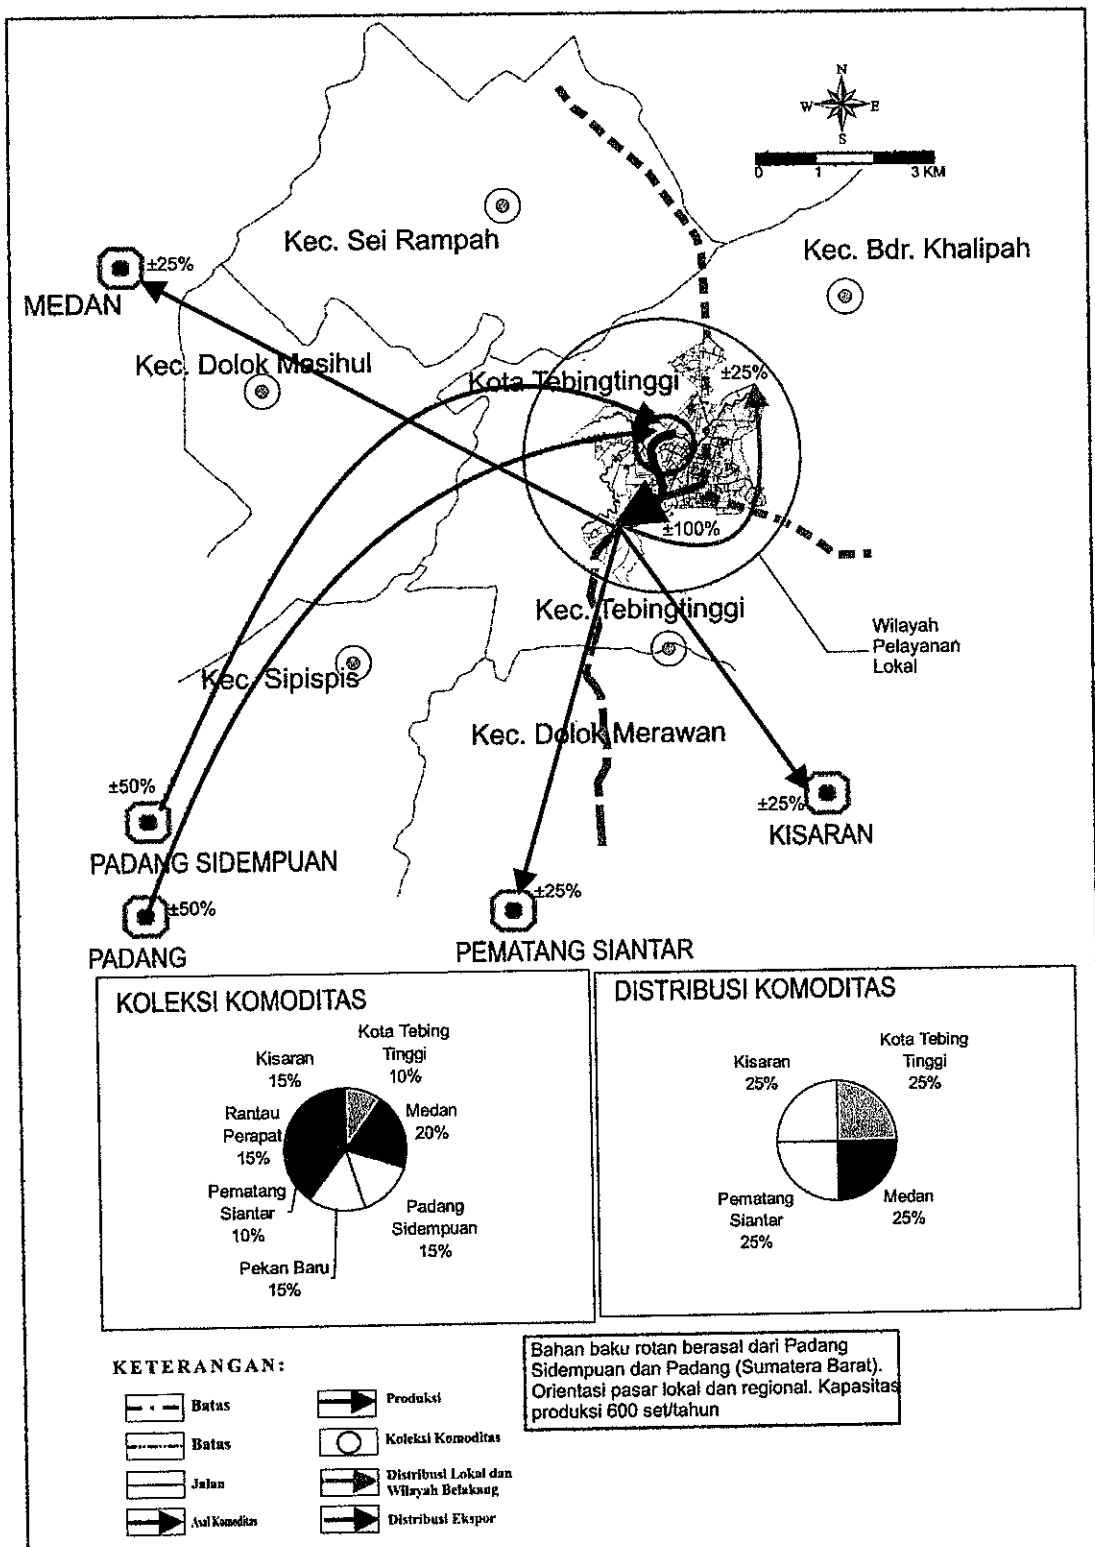 N
W E
S
0 1 3 KM
Kec. Sei Rampah
Kec. Bdr. Khalipah
±25%
MEDAN
Kec. Dolok Masihul
Kota Tebingtinggi
±25%
±100%
Kec. Tebingtinggi
Wilayah
Pelayanan
Lokal
Kec. Sipispis
Kec. Dolok Merawan
±50%
PADANG SIDEMPUAN
±25%
KISARAN
±50%
PADANG
±25%
PEMATANG SIANTAR
KOLEKSI KOMODITAS
Kota Tebing
Tinggi
10%
Kisaran
15%
Medan
20%
Rantau
Perapat
15%
Pematang
Siantar
10%
Padang
Sidempuan
15%
Pekan Baru
15%
DISTRIBUSI KOMODITAS
Kisaran
25%
Kota Tebing
Tinggi
25%
Pematang
Siantar
25%
Medan
25%
Bahan baku rotan berasal dari Padang
Sidempuan dan Padang (Sumatera Barat).
Orientasi pasar lokal dan regional. Kapasitas
produksi 600 set/tahun
KETERANGAN:
Batas
Batas
Jalan
Asal Komoditas
Produksi
Koleksi Komoditas
Distribusi Lokal dan
Wilayah Belakang
Distribusi Ekspor